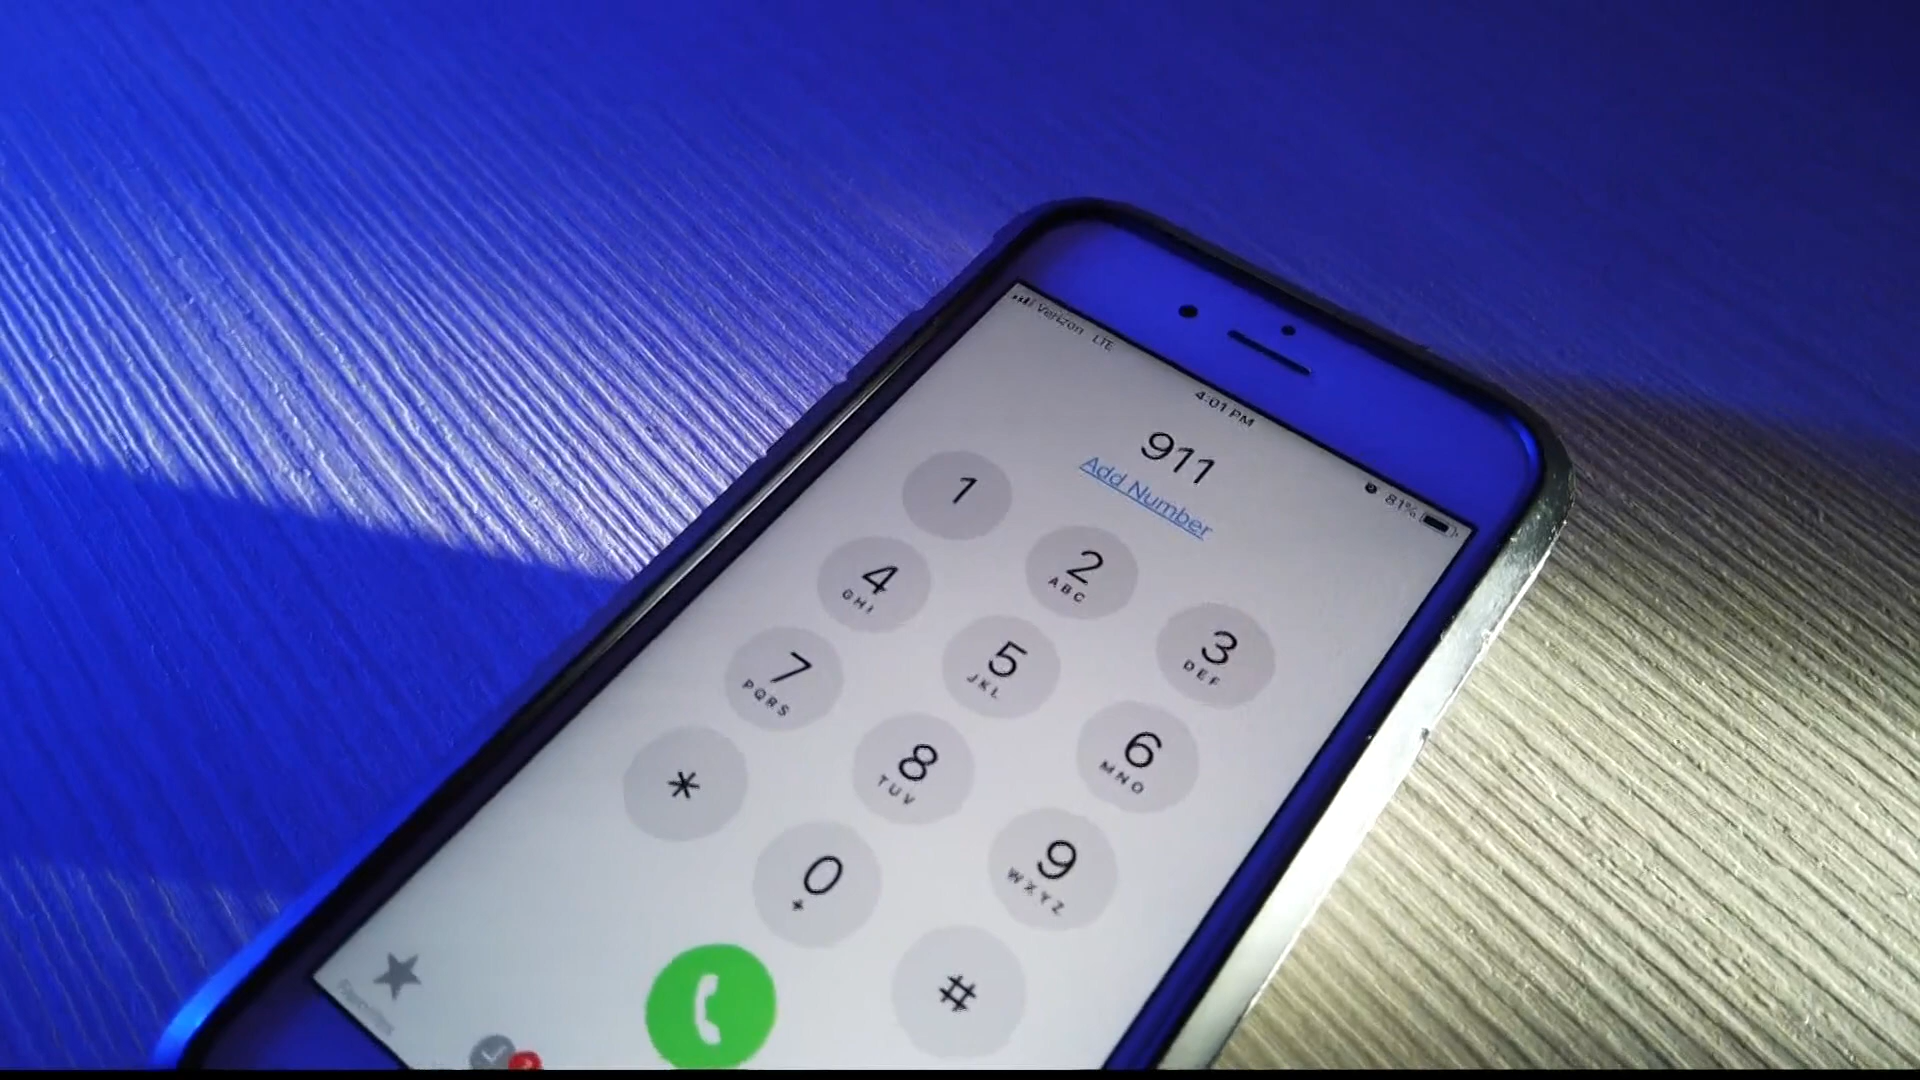 Verizon LTE
4:01 PM
81%
911
Add Number
1
2
ABC
3
DEF
4
GHI
5
JKL
6
MNO
7
PQRS
8
TUV
9
WXYZ
*
0
+
#
Favorites